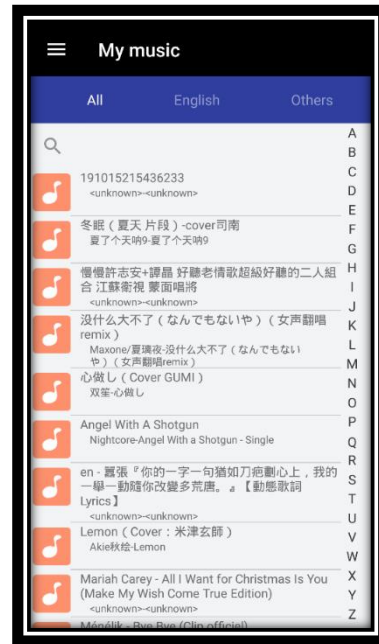 My music
All English Others
191015215436233
<unknown>-<unknown>
冬眠（夏天 片段）-cover司南
夏了个天呐9-夏了个天呐9
慢慢許志安+譚晶 好聽老情歌超級好聽的二人組
合 江蘇衛視 蒙面唱將
<unknown>-<unknown>
没什么大不了（なんでもないや）（女声翻唱
remix）
Maxone/夏璃夜-没什么大不了（なんでもない
や）（女声翻唱remix）
心做し（Cover GUMI）
双笙-心做し
Angel With A Shotgun
Nightcore-Angel With a Shotgun - Single
en - 囂張『你的一字一句猶如刀疤劃心上，我的
一舉一動隨你改變多荒唐。』【動態歌詞
Lyrics】
<unknown>-<unknown>
Lemon（Cover：米津玄師）
Akie秋绘-Lemon
Mariah Carey - All I Want for Christmas Is You
(Make My Wish Come True Edition)
<unknown>-<unknown>
Ménélik - Bye Bye (Clip officiel)
A
B
C
D
E
F
G
H
I
J
K
L
M
N
O
P
Q
R
S
T
U
V
W
X
Y
Z